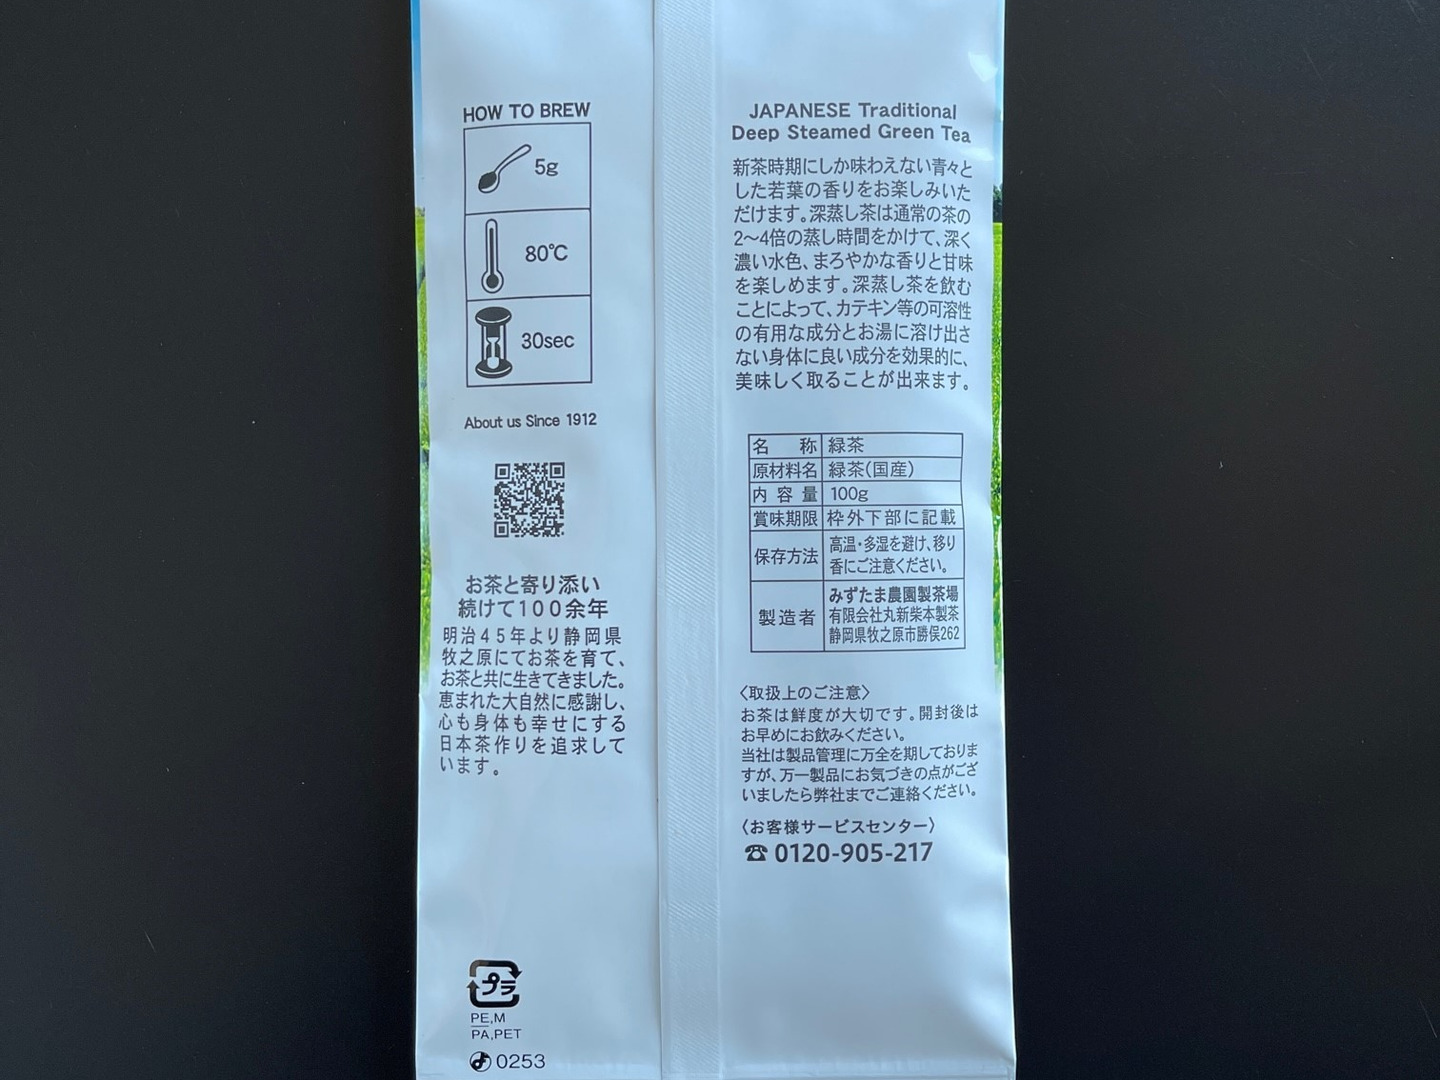 HOW TO BREW
5g
80℃
30sec
About us Since 1912
お茶と寄り添い
続けて100余年
明治45年より静岡県
牧之原にてお茶を育て、
お茶と共に生きてきました。
恵まれた大自然に感謝し、
心も身体も幸せにする
日本茶作りを追求して
います。
プラ
PE,M
PA,PET
0253
JAPANESE Traditional
Deep Steamed Green Tea
新茶時期にしか味わえない青々と
した若葉の香りをお楽しみいた
だけます。深蒸し茶は通常の茶の
2〜4倍の蒸し時間をかけて、深く
濃い水色、まろやかな香りと甘味
を楽しめます。深蒸し茶を飲む
ことによって、カテキン等の可溶性
の有用な成分とお湯に溶け出さ
ない身体に良い成分を効果的に、
美味しく取ることが出来ます。
名 称 緑茶
原材料名 緑茶(国産)
内容量 100g
賞味期限 枠外下部に記載
保存方法 高温・多湿を避け、移り
香にご注意ください。
製造者 みずたま農園製茶場
有限会社丸新柴本製茶
静岡県牧之原市勝俣262
〈取扱上のご注意〉
お茶は鮮度が大切です。開封後は
お早めにお飲みください。
当社は製品管理に万全を期しておりま
すが、万一製品にお気づきの点がござ
いましたら弊社までご連絡ください。
〈お客様サービスセンター〉
☎0120-905-217